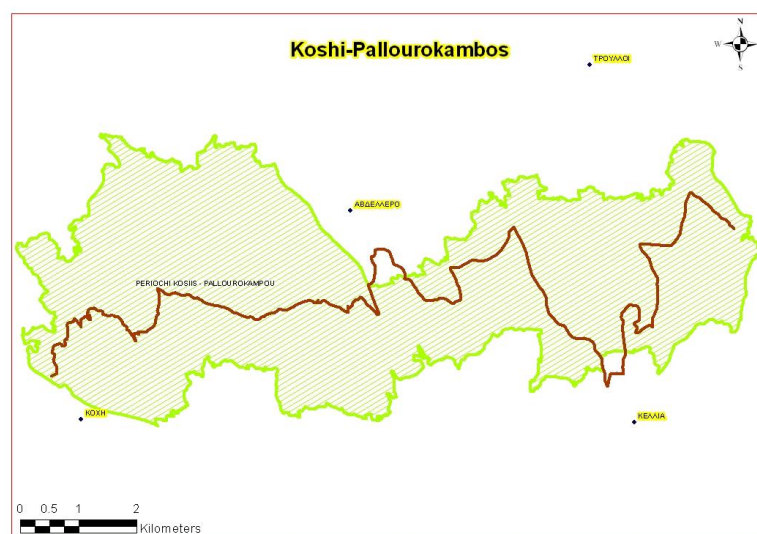 Koshi-Pallourokambos
N
W
S
ΤΡΟΥΛΛΟΙ
ΑΒΔΕΛΛΕΡΟ
PERIOCHI KOSIIS - PALLOUROKAMPOU
ΚΟΧΗ
ΚΕΛΛΙΑ
0 0.5 1 2
Kilometers